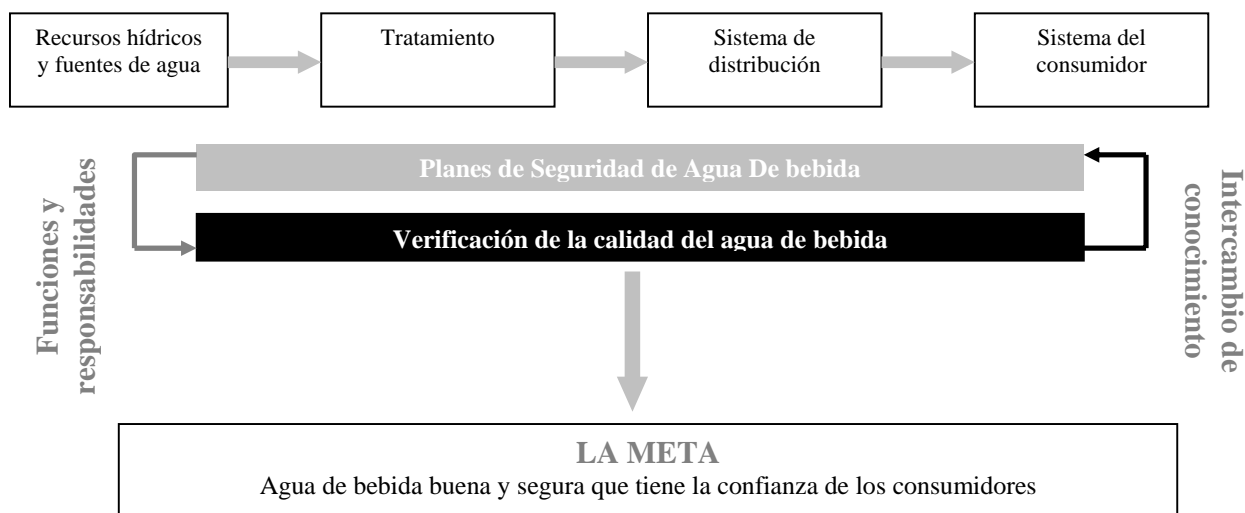 Recursos hídricos
y fuentes de agua
Tratamiento
Sistema de
distribución
Sistema del
consumidor
Funciones y
responsabilidades
Planes de Seguridad de Agua De bebida
Verificación de la calidad del agua de bebida
Intercambio de
conocimiento
LA META
Agua de bebida buena y segura que tiene la confianza de los consumidores